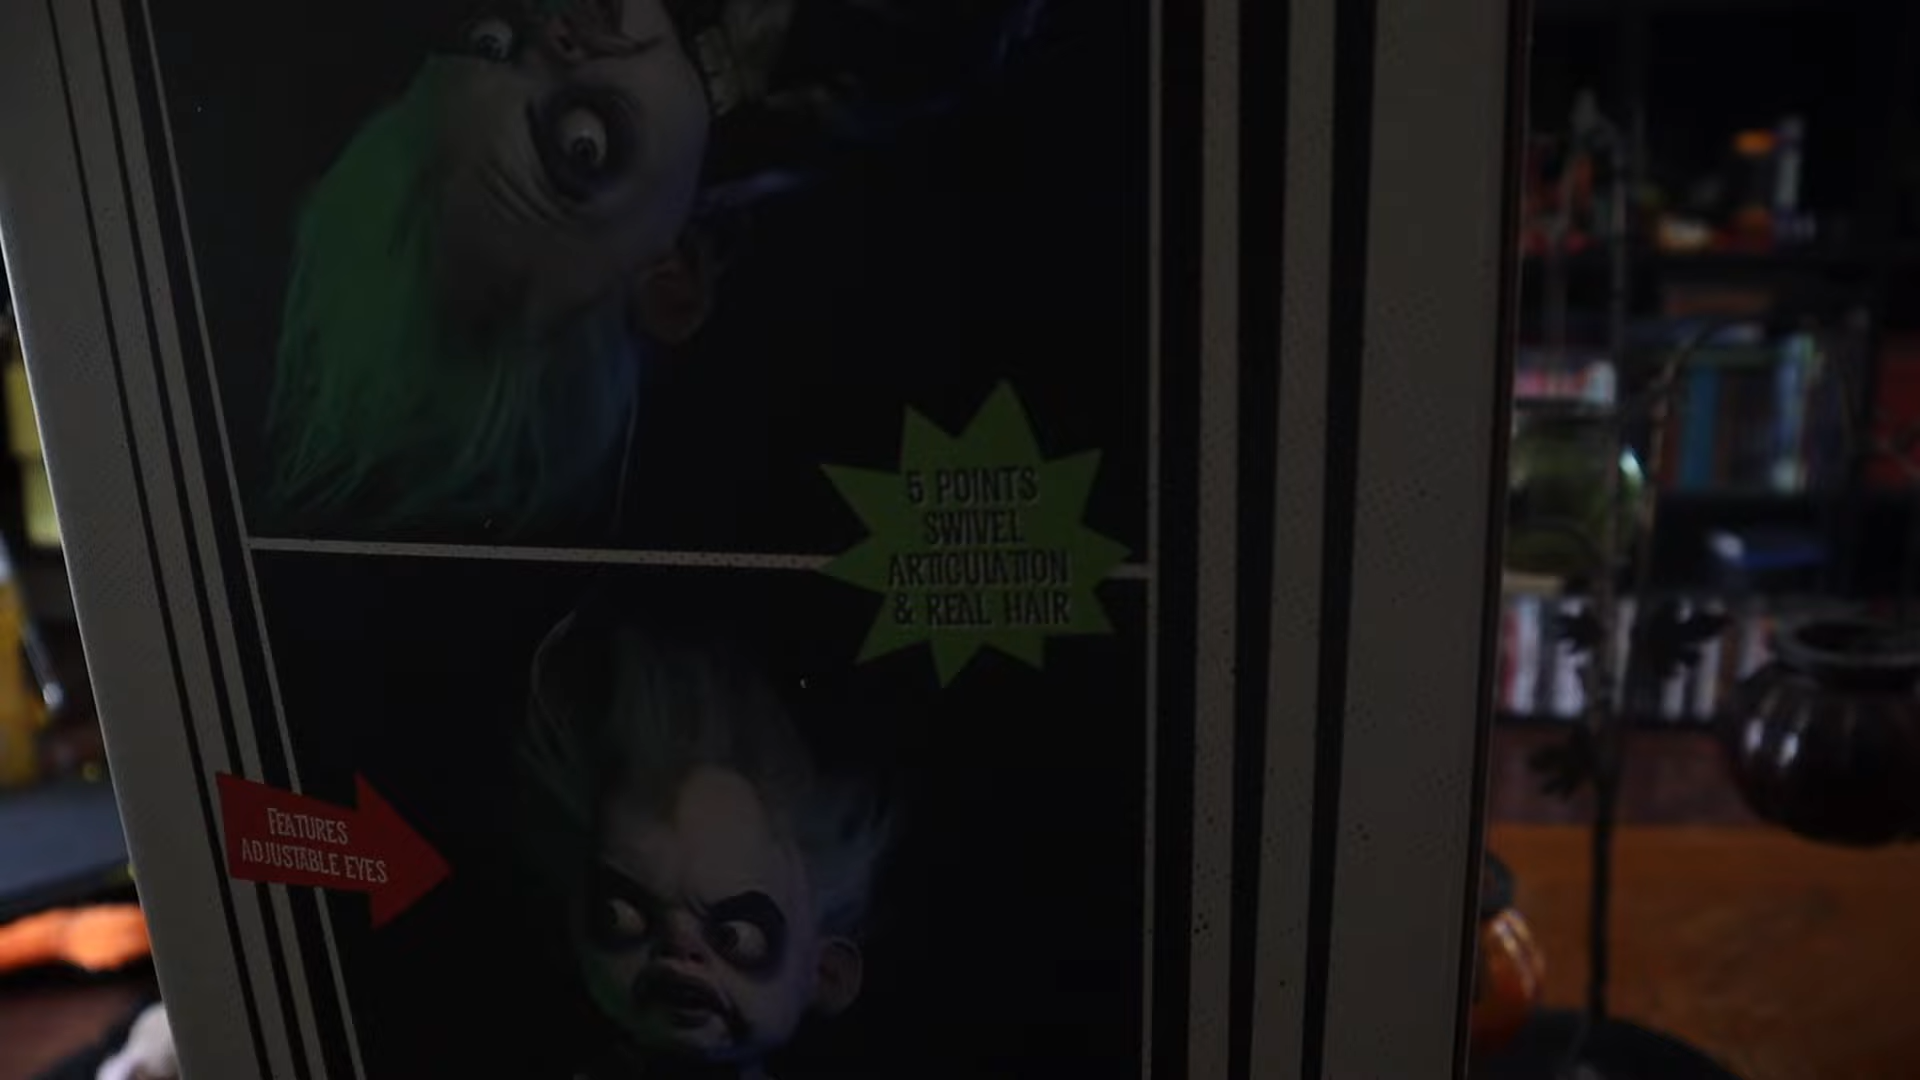 5 POINTS
SWIVEL
ARTICULATION
& REAL HAIR
FEATURES
ADJUSTABLE EYES